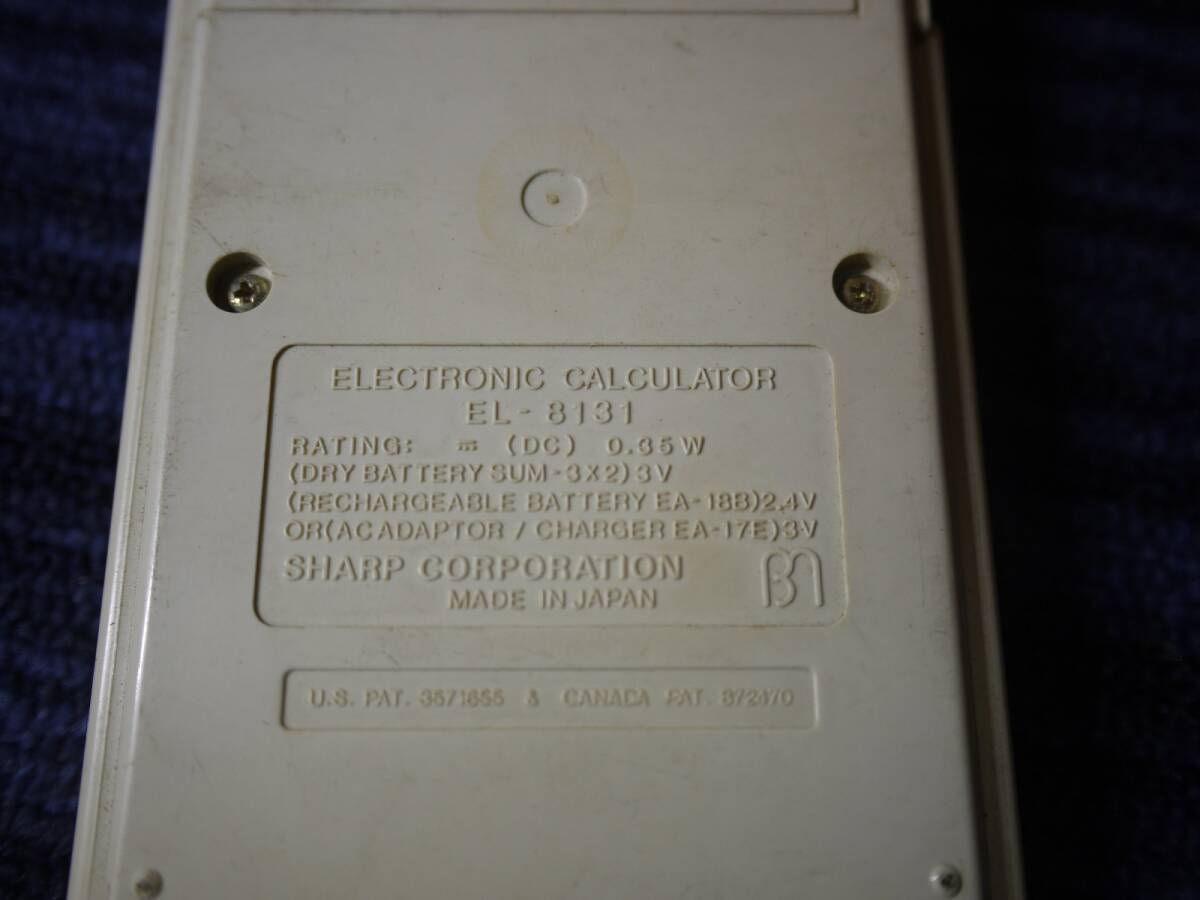 ELECTRONIC CALCULATOR
EL-8131
RATING: ⎓ (DC) 0.35W
(DRY BATTERY SUM-3X2)3V
(RECHARGEABLE BATTERY EA-18B)2.4V
OR(AC ADAPTOR / CHARGER EA-17E)3V
SHARP CORPORATION
MADE IN JAPAN
U.S. PAT. & CANADA PAT. 872470